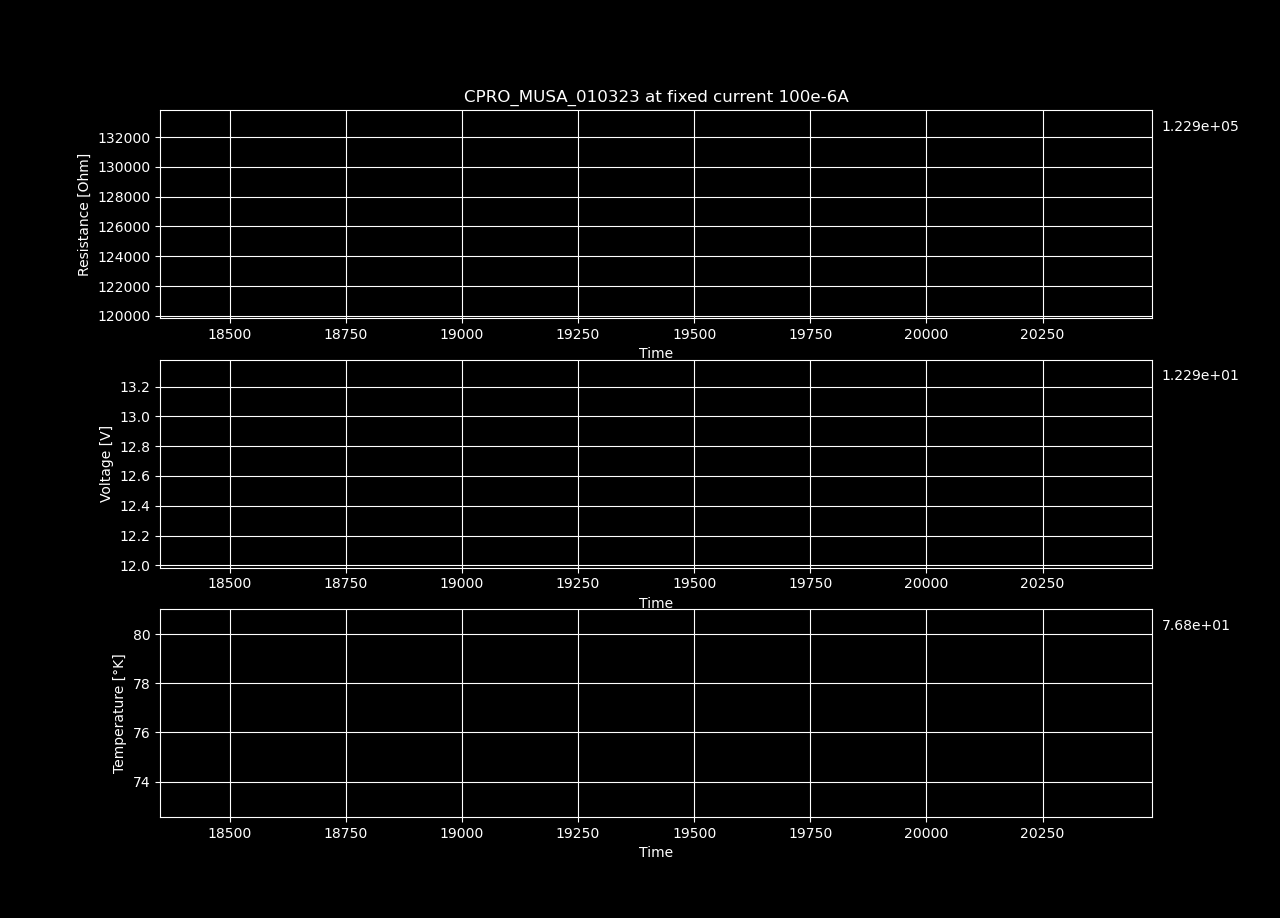 CPRO_MUSA_010323 at fixed current 100e-6A
1.229e+05
Resistance [Ohm]
132000
130000
128000
126000
124000
122000
120000
18500 18750 19000 19250 19500 19750 20000 20250
Time
1.229e+01
Voltage [V]
13.2
13.0
12.8
12.6
12.4
12.2
12.0
18500 18750 19000 19250 19500 19750 20000 20250
Time
7.68e+01
Temperature [°K]
80
78
76
74
18500 18750 19000 19250 19500 19750 20000 20250
Time